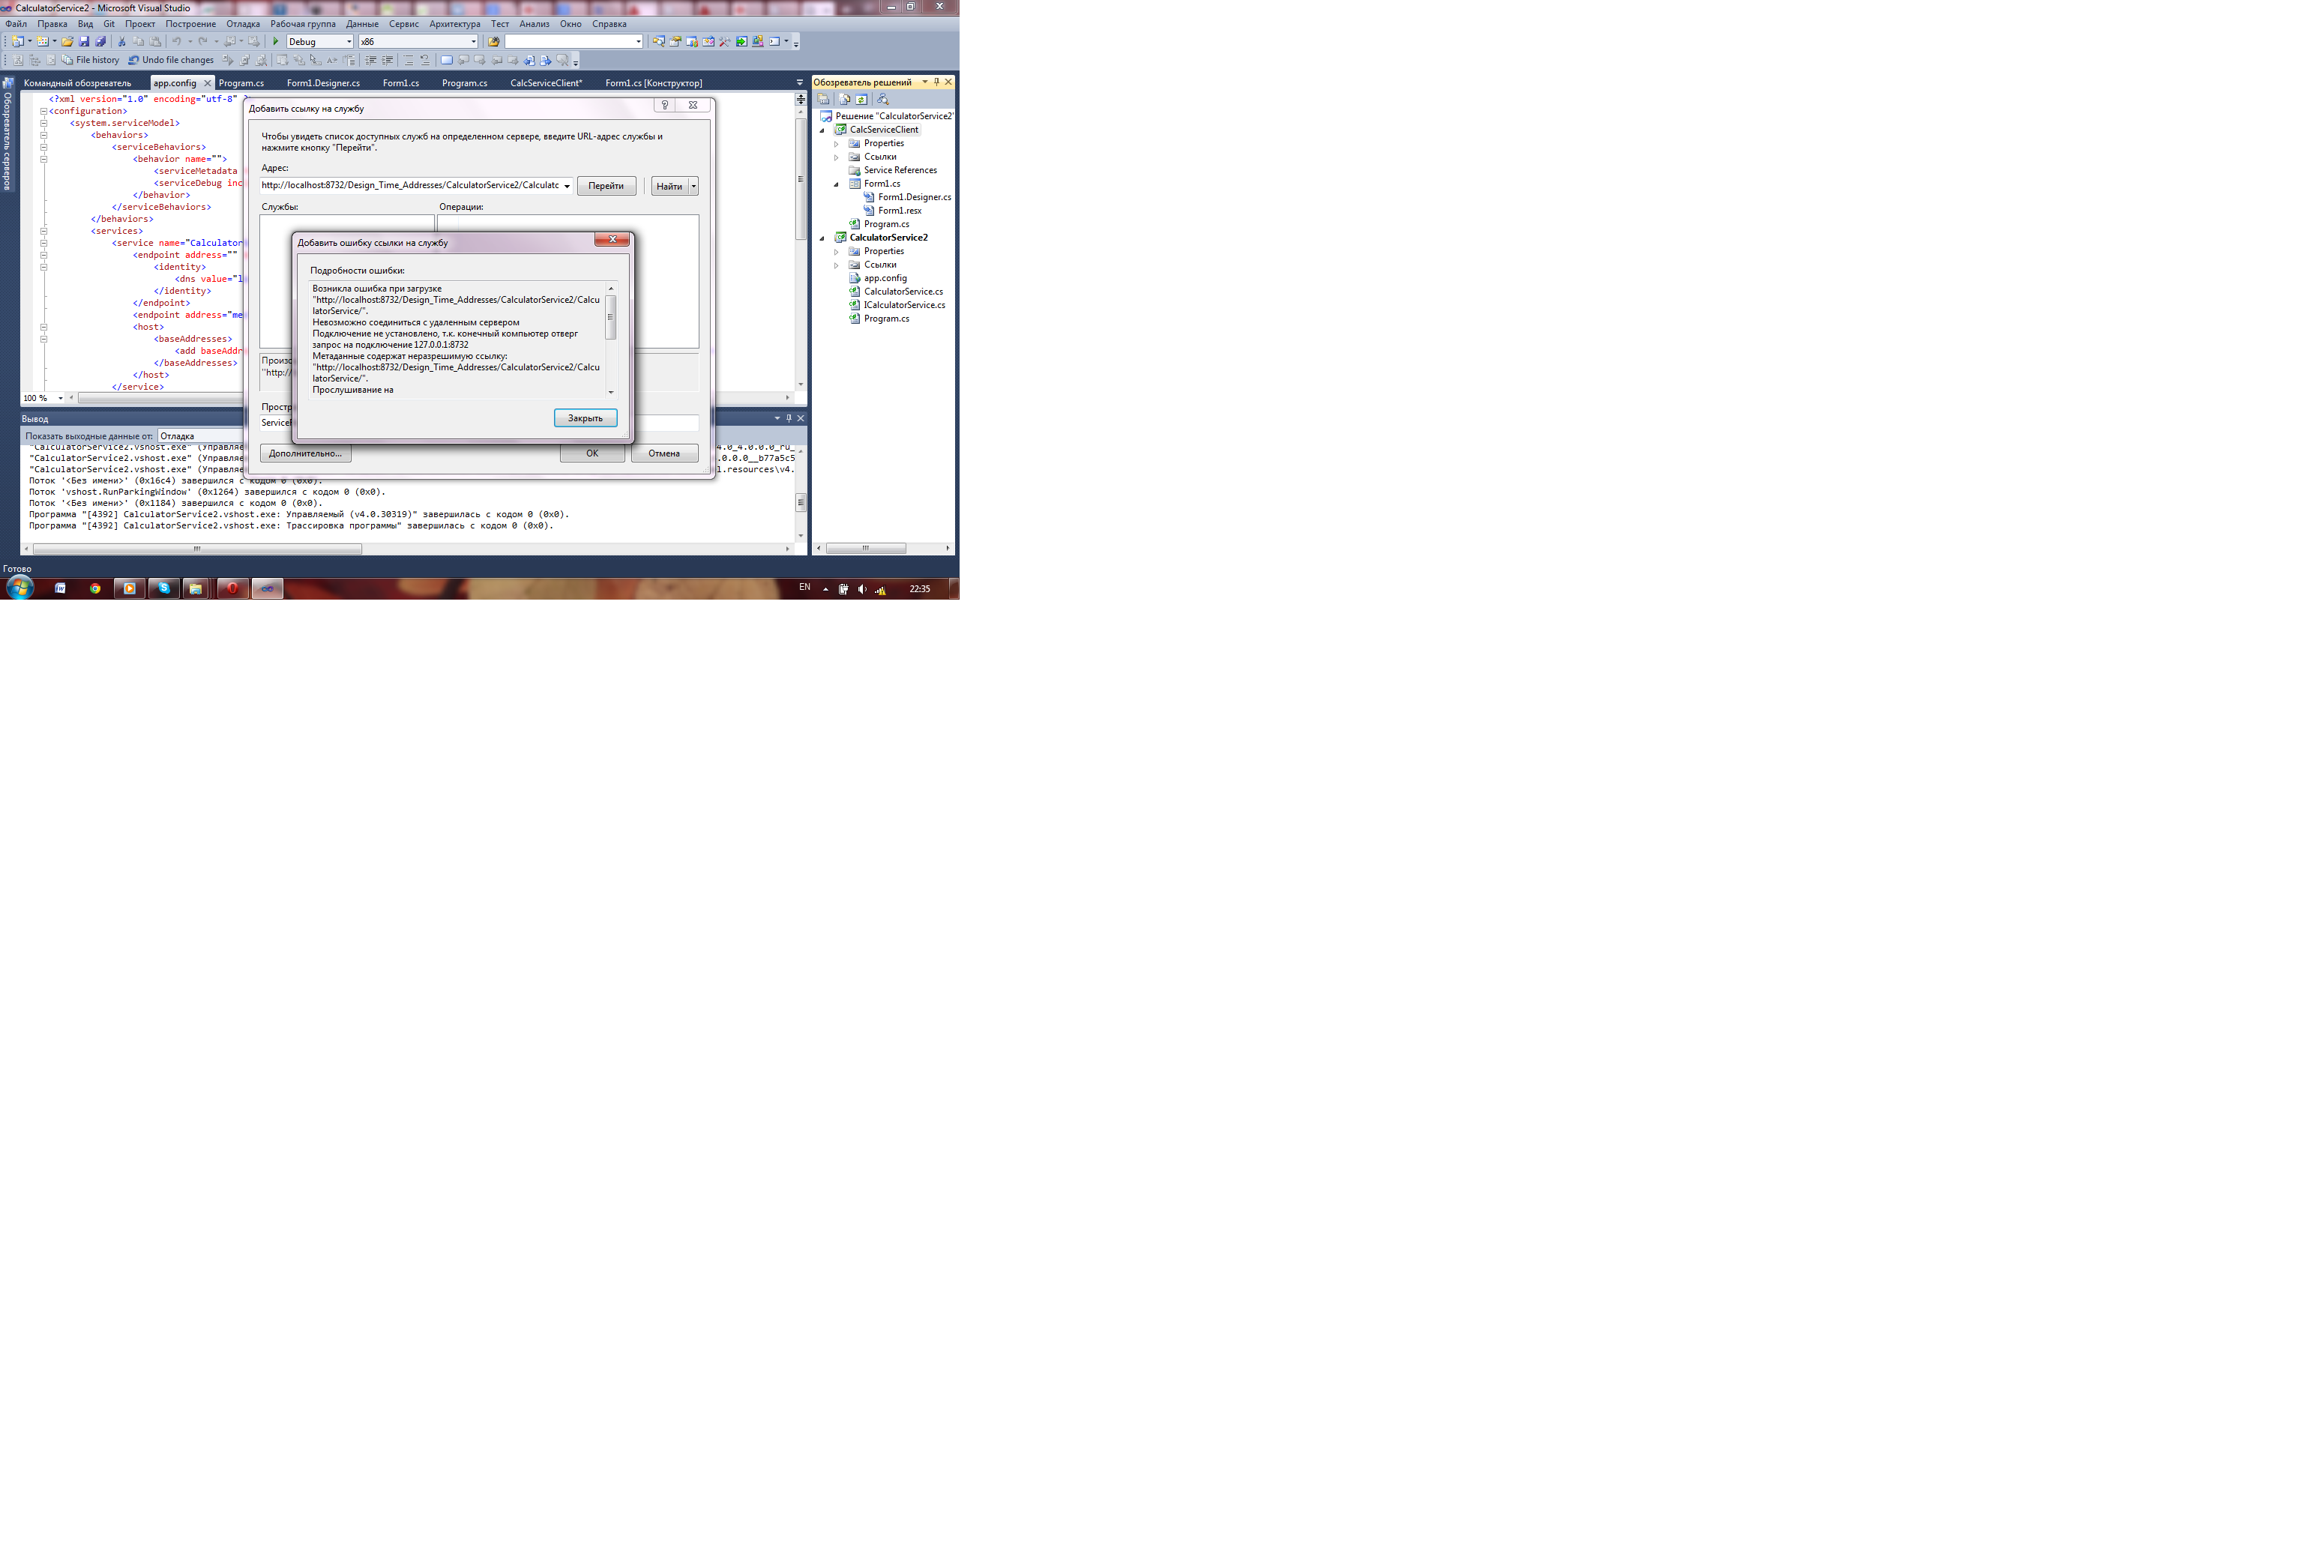 CalculatorService2 - Microsoft Visual Studio
Файл Правка Вид Git Проект Построение Отладка Рабочая группа Данные Сервис Архитектура Тест Анализ Окно Справка
Debug x86
File history Undo file changes
Командный обозреватель app.config Program.cs Form1.Designer.cs Form1.cs Program.cs CalcServiceClient* Form1.cs [Конструктор]
Обозреватель серверов
<?xml version="1.0" encoding="utf-8" ?>
<configuration>
<system.serviceModel>
<behaviors>
<serviceBehaviors>
<behavior name="">
<serviceMetadata
<serviceDebug inc
</behavior>
</serviceBehaviors>
</behaviors>
<services>
<service name="Calculator
<endpoint address=""
<identity>
<dns value="l
</identity>
</endpoint>
<endpoint address="me
<host>
<baseAddresses>
<add baseAddr
</baseAddresses>
</host>
</service>
100 %
Добавить ссылку на службу
Чтобы увидеть список доступных служб на определенном сервере, введите URL-адрес службы и
нажмите кнопку "Перейти".
Адрес:
http://localhost:8732/Design_Time_Addresses/CalculatorService2/Calculatc
Перейти
Найти
Службы:
Операции:
Произо
"http://
Простр
ServiceR
Дополнительно...
OK
Отмена
Добавить ошибку ссылки на службу
Подробности ошибки:
Возникла ошибка при загрузке
"http://localhost:8732/Design_Time_Addresses/CalculatorService2/Calcu
latorService/".
Невозможно соединиться с удаленным сервером
Подключение не установлено, т.к. конечный компьютер отверг
запрос на подключение 127.0.0.1:8732
Метаданные содержат неразрешимую ссылку:
"http://localhost:8732/Design_Time_Addresses/CalculatorService2/Calcu
latorService/".
Прослушивание на
Закрыть
Вывод
Показать выходные данные от: Отладка
"CalculatorService2.vshost.exe" (Управляе 4.0_4.0.0.0_ru_
"CalculatorService2.vshost.exe" (Управляе .0.0.0__b77a5c5
"CalculatorService2.vshost.exe" (Управляе l.resources\v4.
Поток '<Без имени>' (0x16c4) завершился с кодом 0 (0x0).
Поток 'vshost.RunParkingWindow' (0x1264) завершился с кодом 0 (0x0).
Поток '<Без имени>' (0x1184) завершился с кодом 0 (0x0).
Программа "[4392] CalculatorService2.vshost.exe: Управляемый (v4.0.30319)" завершилась с кодом 0 (0x0).
Программа "[4392] CalculatorService2.vshost.exe: Трассировка программы" завершилась с кодом 0 (0x0).
Обозреватель решений
Решение "CalculatorService2"
CalcServiceClient
Properties
Ссылки
Service References
Form1.cs
Form1.Designer.cs
Form1.resx
Program.cs
CalculatorService2
Properties
Ссылки
app.config
CalculatorService.cs
ICalculatorService.cs
Program.cs
Готово
EN
22:35